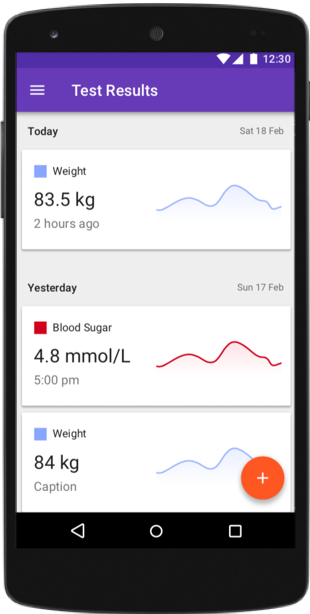 12:30
Test Results
Today Sat 18 Feb
Weight
83.5 kg
2 hours ago
Yesterday Sun 17 Feb
Blood Sugar
4.8 mmol/L
5:00 pm
Weight
84 kg
Caption